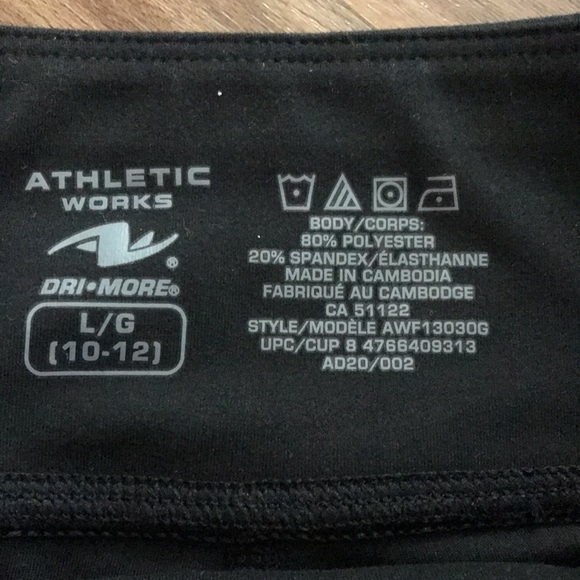 ATHLETIC
WORKS
®
DRI•MORE®
L/G
(10-12)
BODY/CORPS:
80% POLYESTER
20% SPANDEX/ÉLASTHANNE
MADE IN CAMBODIA
FABRIQUÉ AU CAMBODGE
CA 51122
STYLE/MODÈLE AWF13030G
UPC/CUP 8 4766409313
AD20/002